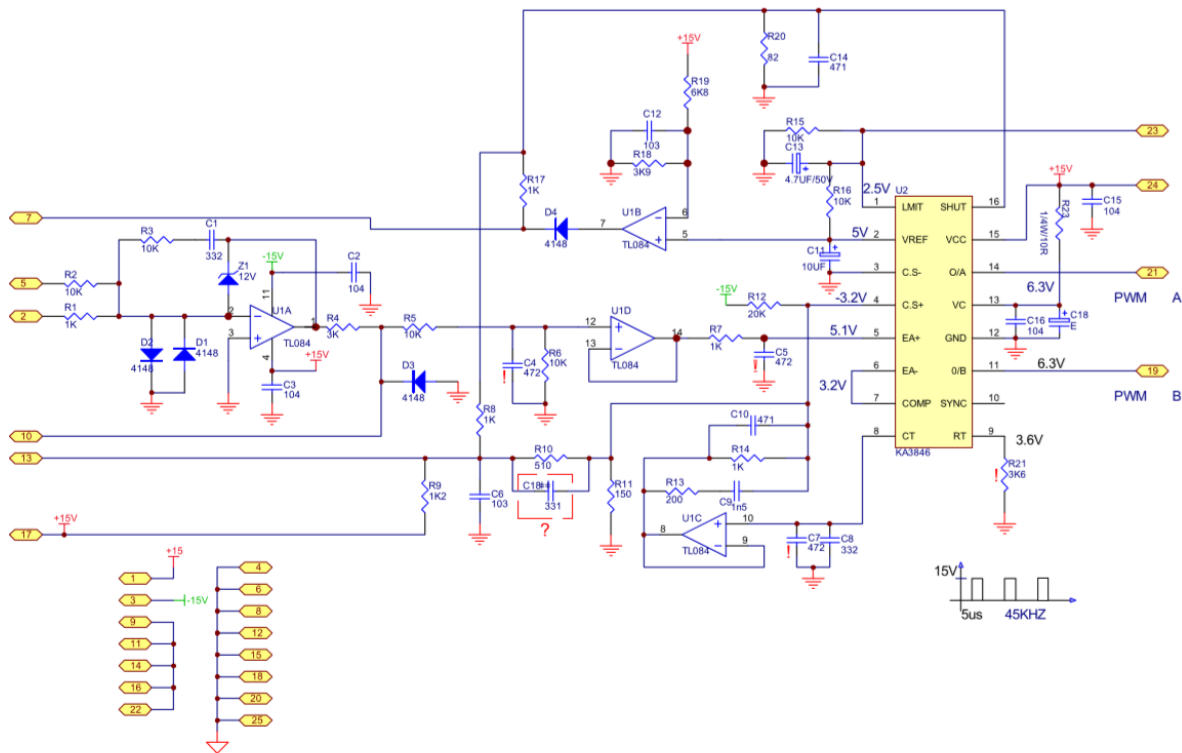 R20
82
C14
471
+15V
R19
6K8
C12
103
R18
3K9
R15
10K
C13
4.7UF/50V
23
R17
1K
R16
10K
2.5V
U2
+15V
24
C15
104
R23
1/4W/10R
1 LMIT SHUT 16
2 VREF VCC 15
3 C.S- O/A 14
4 C.S+ VC 13
5 EA+ GND 12
6 EA- 0/B 11
7 COMP SYNC 10
8 CT RT 9
KA3846
5V
-3.2V
5.1V
3.2V
6.3V
6.3V
3.6V
21
PWM A
19
PWM B
C16
104
C18
E
R21
3K6
!
7
D4
4148
7
U1B
TL084
6
5
C11
10UF
R3
10K
C1
332
Z1
12V
-15V
C2
104
5
R2
10K
2
R1
1K
2
3
11
U1A
TL084
1
4
+15V
C3
104
D2
4148
D1
4148
R4
3K
R5
10K
D3
4148
C4
472
!
R6
10K
12
13
U1D
TL084
14
R7
1K
C5
472
!
-15V
R12
20K
10
13
R8
1K
R10
510
C18##
331
?
R9
1K2
C6
103
R11
150
C10
471
R14
1K
R13
200
C9
1n5
U1C
TL084
8
10
9
C7
472
!
C8
332
17
+15V
+15
1
3
-15V
9
11
14
16
22
4
6
8
12
15
18
20
25
15V
5us
45KHZ